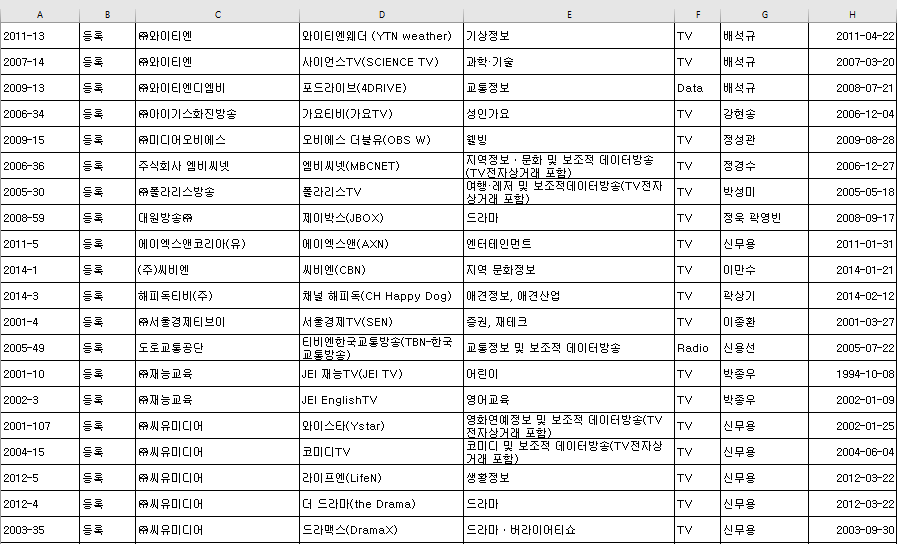 A B C D E F G H
2011-13 등록 ㈜와이티엔 와이티엔웨더 (YTN weather) 기상정보 TV 배석규 2011-04-22
2007-14 등록 ㈜와이티엔 사이언스TV(SCIENCE TV) 과학·기술 TV 배석규 2007-03-20
2009-13 등록 ㈜와이티엔디엠비 포드라이브(4DRIVE) 교통정보 Data 배석규 2008-07-21
2006-34 등록 ㈜아이기스화진방송 가요티비(가요TV) 성인가요 TV 강현송 2006-12-04
2009-15 등록 ㈜미디어오비에스 오비에스 더블유(OBS W) 웰빙 TV 정성관 2009-08-28
2006-36 등록 주식회사 엠비씨넷 엠비씨넷(MBCNET) 지역정보ㆍ문화 및 보조적 데이터방송
(TV전자상거래 포함) TV 정경수 2006-12-27
2005-30 등록 ㈜폴라리스방송 폴라리스TV 여행·레저 및 보조적데이터방송(TV전자
상거래 포함) TV 박성미 2005-05-18
2008-59 등록 대원방송㈜ 제이박스(JBOX) 드라마 TV 정욱 곽영빈 2008-09-17
2011-5 등록 에이엑스앤코리아(유) 에이엑스앤(AXN) 엔터테인먼트 TV 신무용 2011-01-31
2014-1 등록 (주)씨비엔 씨비엔(CBN) 지역 문화정보 TV 이만수 2014-01-21
2014-3 등록 해피독티비(주) 채널 해피독(CH Happy Dog) 애견정보, 애견산업 TV 곽상기 2014-02-12
2001-4 등록 ㈜서울경제티브이 서울경제TV(SEN) 증권, 재테크 TV 이종환 2001-03-27
2005-49 등록 도로교통공단 티비엔한국교통방송(TBN-한국
교통방송) 교통정보 및 보조적 데이터방송 Radio 신용선 2005-07-22
2001-10 등록 ㈜재능교육 JEI 재능TV(JEI TV) 어린이 TV 박종우 1994-10-08
2002-3 등록 ㈜재능교육 JEI EnglishTV 영어교육 TV 박종우 2002-01-09
2001-107 등록 ㈜씨유미디어 와이스타(Ystar) 영화연예정보 및 보조적 데이터방송(TV
전자상거래 포함) TV 신무용 2002-01-25
2004-15 등록 ㈜씨유미디어 코미디TV 코미디 및 보조적 데이터방송(TV전자상
거래 포함) TV 신무용 2004-06-04
2012-5 등록 ㈜씨유미디어 라이프엔(LifeN) 생활정보 TV 신무용 2012-03-22
2012-4 등록 ㈜씨유미디어 더 드라마(the Drama) 드라마 TV 신무용 2012-03-22
2003-35 등록 ㈜씨유미디어 드라맥스(DramaX) 드라마ㆍ버라이어티쇼 TV 신무용 2003-09-30